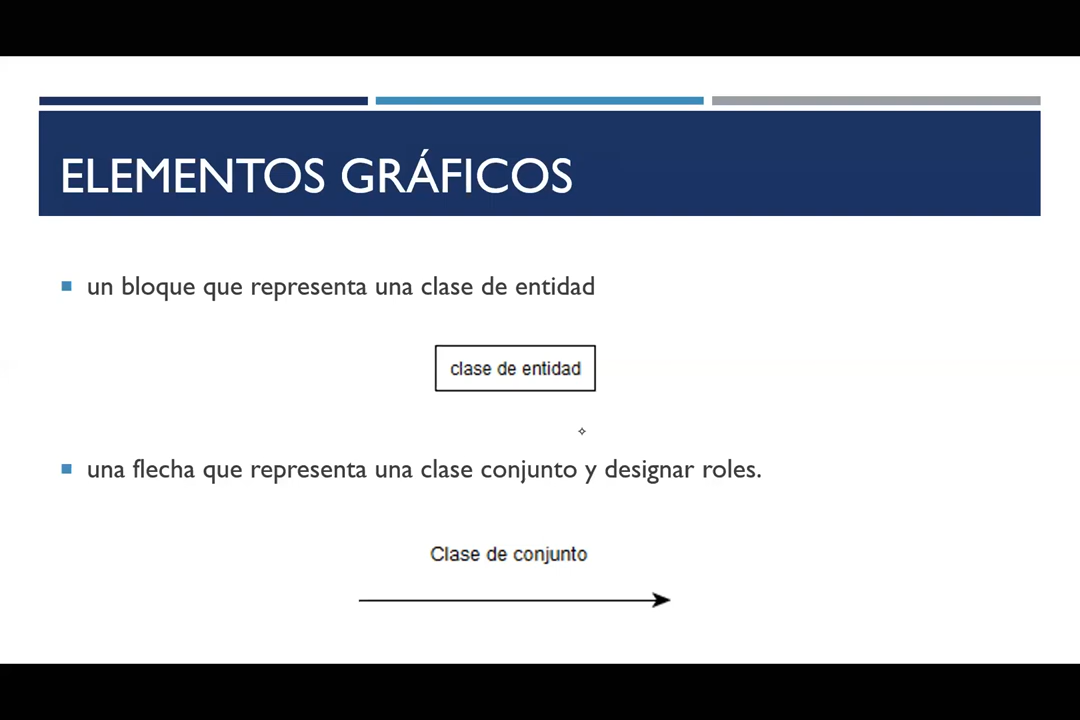 ELEMENTOS GRÁFICOS
un bloque que representa una clase de entidad
clase de entidad
una flecha que representa una clase conjunto y designar roles.
Clase de conjunto